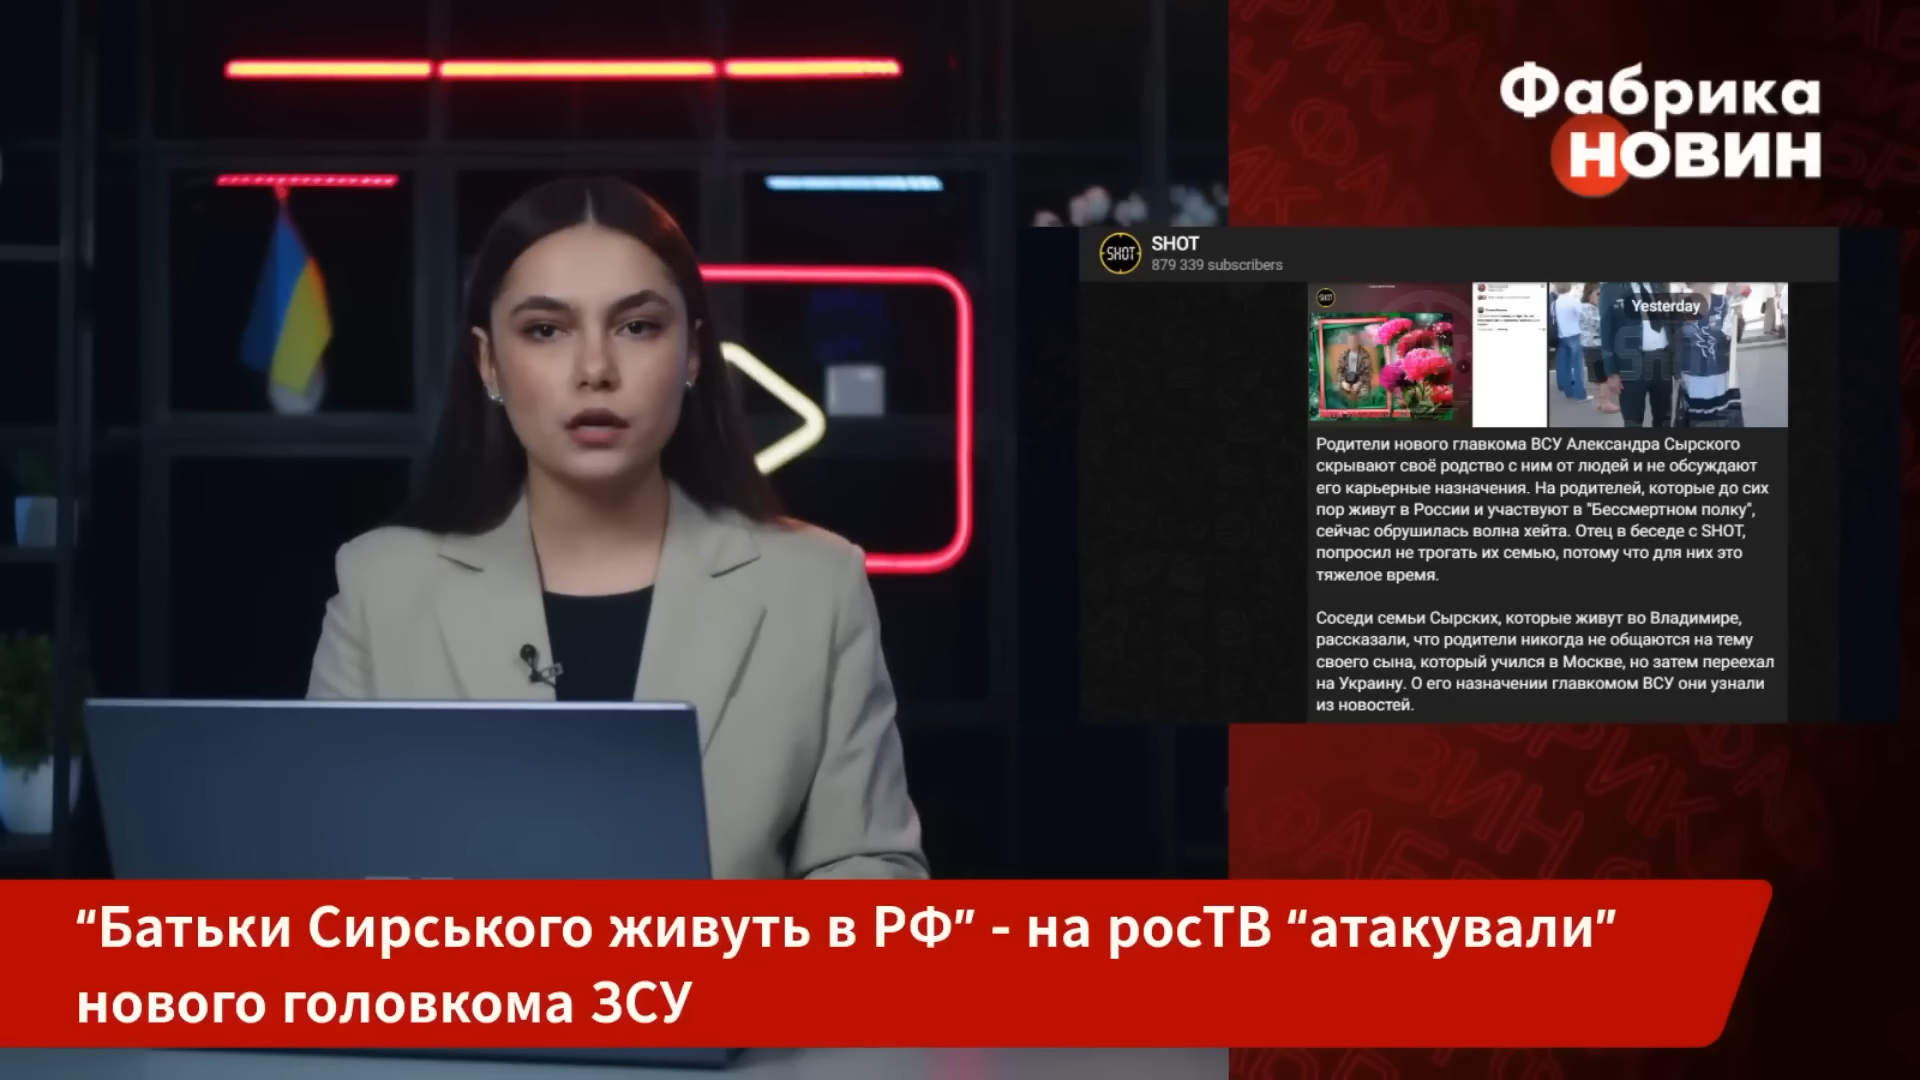 Фабрика
новин
SHOT
SHOT
879 339 subscribers
SHOT
Yesterday
Родители нового главкома ВСУ Александра Сырского
скрывают своё родство с ним от людей и не обсуждают
его карьерные назначения. На родителей, которые до сих
пор живут в России и участвуют в "Бессмертном полку",
сейчас обрушилась волна хейта. Отец в беседе с SHOT,
попросил не трогать их семью, потому что для них это
тяжелое время.
Соседи семьи Сырских, которые живут во Владимире,
рассказали, что родители никогда не общаются на тему
своего сына, который учился в Москве, но затем переехал
на Украину. О его назначении главкомом ВСУ они узнали
из новостей.
“Батьки Сирського живуть в РФ” - на росТВ “атакували”
нового головкома ЗСУ